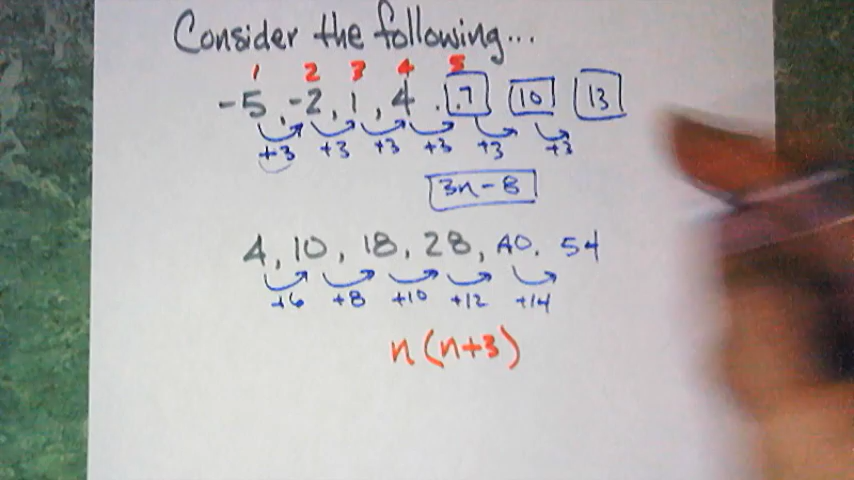 Consider the following...
1 2 3 4 5
-5, -2, 1, 4 . . 7 10 13
+3 +3 +3 +3 +3 +3
3n - 8
4, 10, 18, 28, 40. 54
+6 +8 +10 +12 +14
n(n+3)